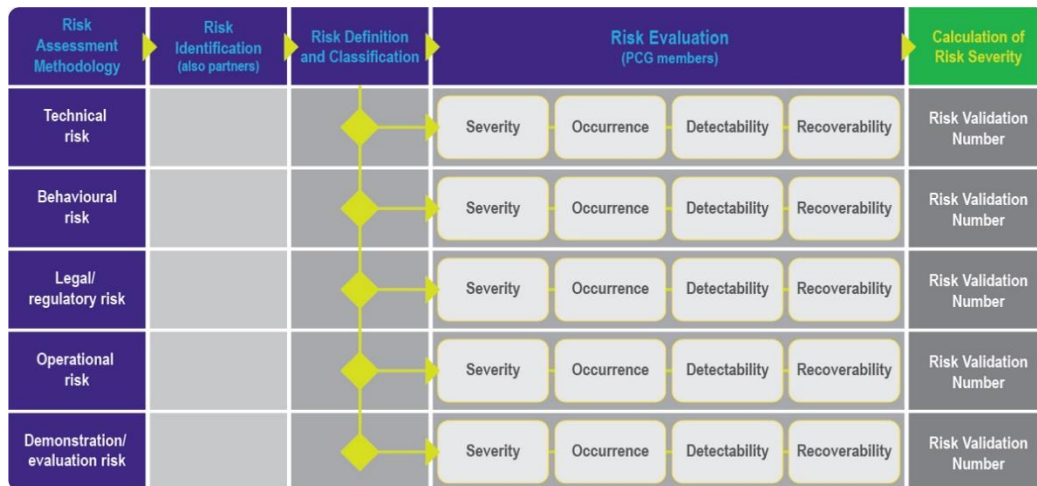 Risk
Assessment
Methodology
Risk
Identification
(also partners)
Risk Definition
and Classification
Risk Evaluation
(PCG members)
Calculation of
Risk Severity
Technical
risk
Severity
Occurrence
Detectability
Recoverability
Risk Validation
Number
Behavioural
risk
Severity
Occurrence
Detectability
Recoverability
Risk Validation
Number
Legal/
regulatory risk
Severity
Occurrence
Detectability
Recoverability
Risk Validation
Number
Operational
risk
Severity
Occurrence
Detectability
Recoverability
Risk Validation
Number
Demonstration/
evaluation risk
Severity
Occurrence
Detectability
Recoverability
Risk Validation
Number